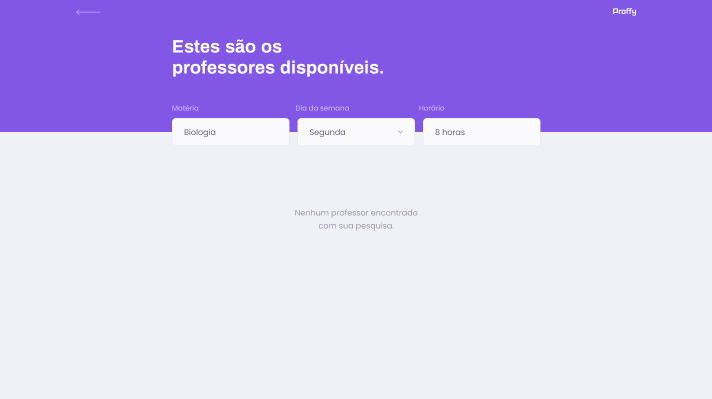 Proffy
Estes são os
professores disponíveis.
Matéria
Dia da semana
Horário
Biologia
Segunda
8 horas
Nenhum professor encontrado
com sua pesquisa.